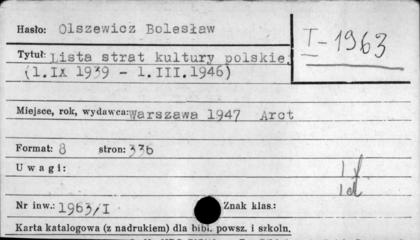 Hasło: Olszewicz Bolesław
I-1963
Tytuł: Lista strat kultury polskiej
(1.IX 1939 - 1.III.1946)
Miejsce, rok, wydawca: Warszawa 1947 Arct
Format: 8 stron: 336
Uwagi:
Nr inw.: 1963/I Znak klas.:
Karta katalogowa (z nadrukiem) dla bibl. powsz. i szkoln.